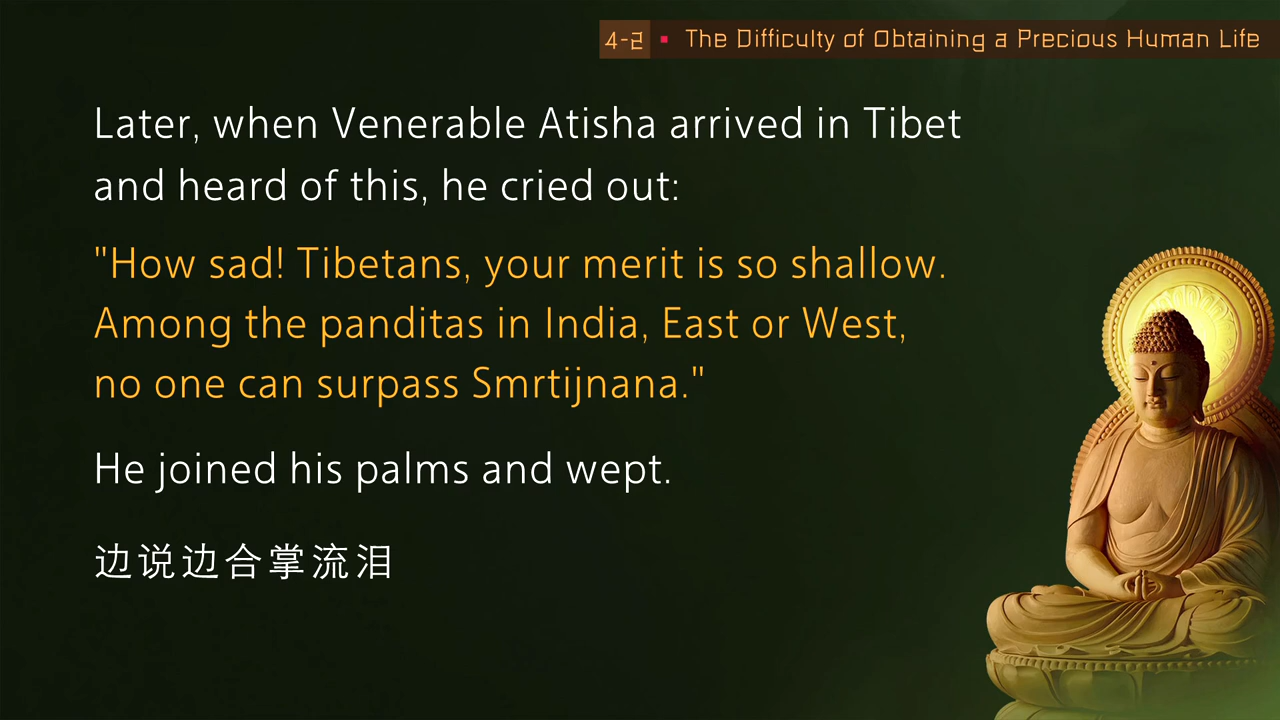 4-2 ▪ The Difficulty of Obtaining a Precious Human Life
Later, when Venerable Atisha arrived in Tibet
and heard of this, he cried out:
"How sad! Tibetans, your merit is so shallow.
Among the panditas in India, East or West,
no one can surpass Smrtijnana."
He joined his palms and wept.
边说边合掌流泪